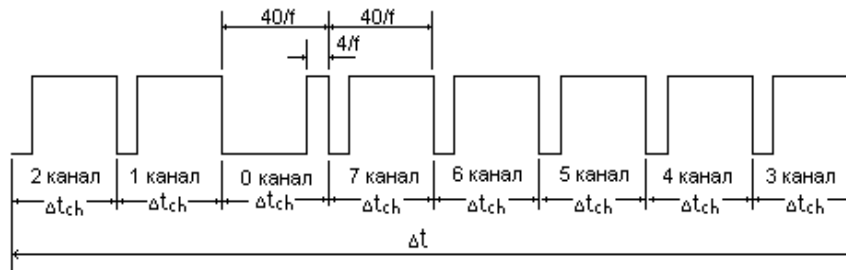 40/f 40/f
4/f
2 канал 1 канал 0 канал 7 канал 6 канал 5 канал 4 канал 3 канал
Δtch Δtch Δtch Δtch Δtch Δtch Δtch Δtch
Δt